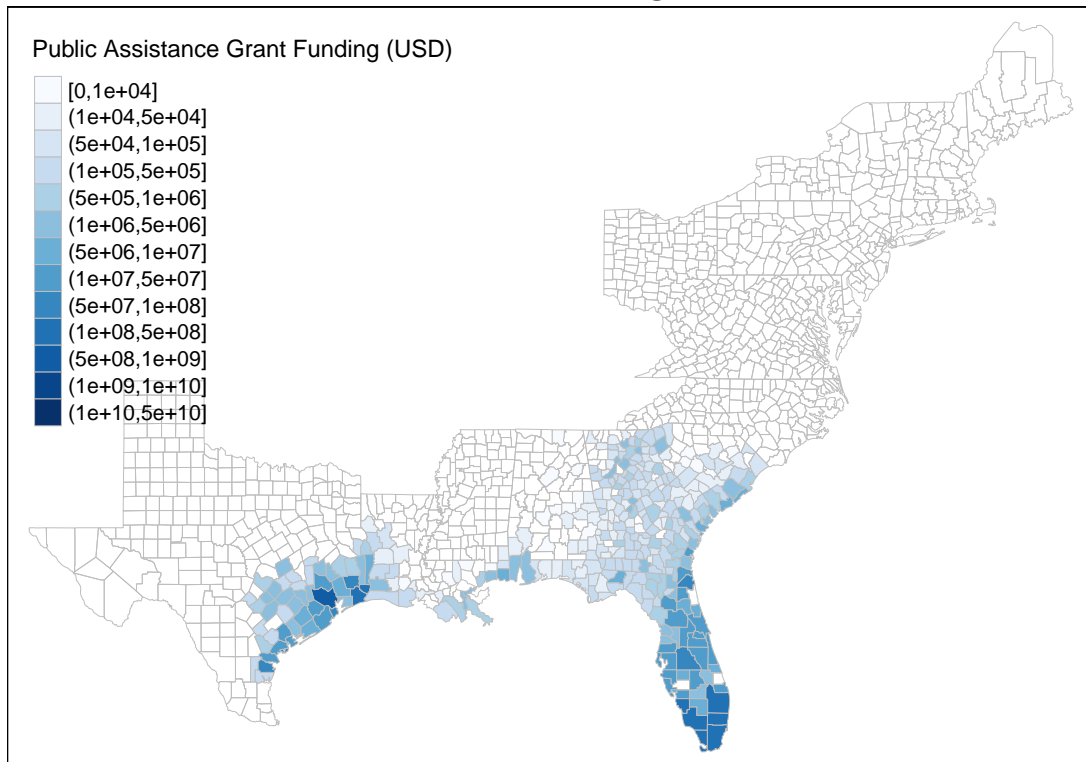 Public Assistance Grant Funding (USD)
[0,1e+04]
(1e+04,5e+04]
(5e+04,1e+05]
(1e+05,5e+05]
(5e+05,1e+06]
(1e+06,5e+06]
(5e+06,1e+07]
(1e+07,5e+07]
(5e+07,1e+08]
(1e+08,5e+08]
(5e+08,1e+09]
(1e+09,1e+10]
(1e+10,5e+10]